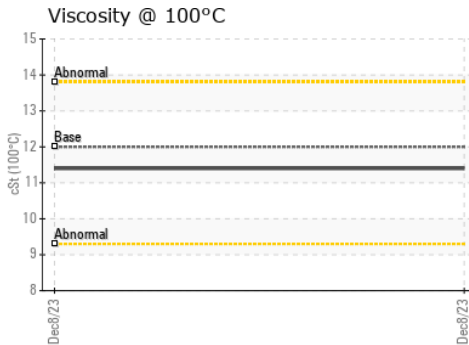 Viscosity @ 100°C
15
Abnormal
14
13
Base
12
cSt (100°C)
11
10
Abnormal
9
8
Dec8/23
Dec8/23